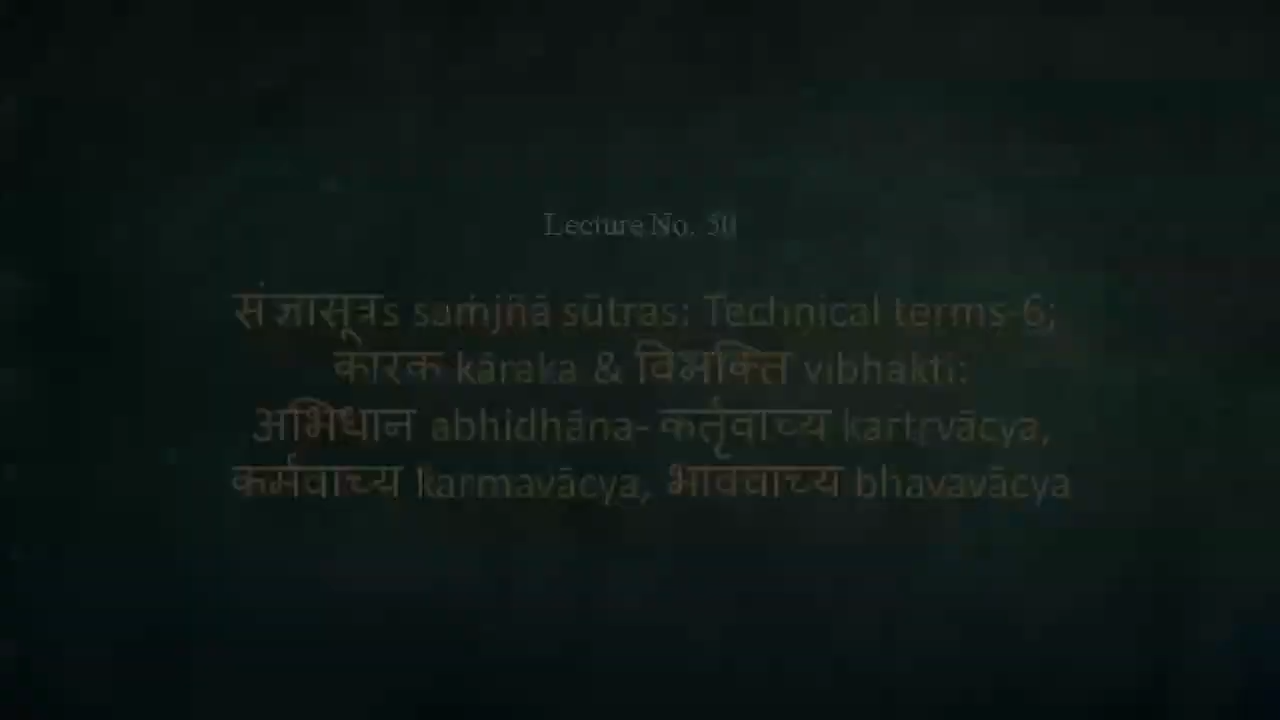 Lecture No. 50
संज्ञासूत्रs saṁjñā sūtras: Technical terms-6;
कारक kāraka & विभक्ति vibhakti:
अभिधान abhidhāna- कर्तृवाच्य kartṛvācya,
कर्मवाच्य karmavācya, भाववाच्य bhavavācya